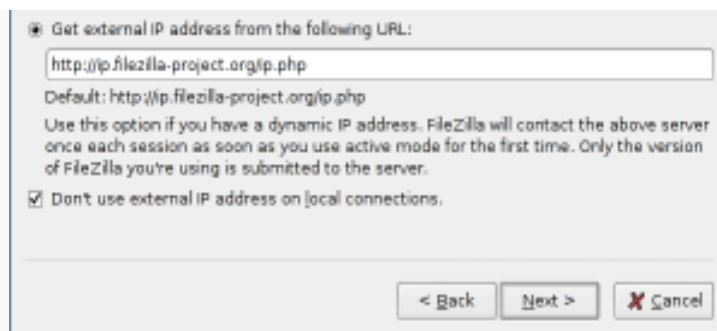 Get external IP address from the following URL:
http://ip.filezilla-project.org/ip.php
Default: http://ip.filezilla-project.org/ip.php
Use this option if you have a dynamic IP address. FileZilla will contact the above server
once each session as soon as you use active mode for the first time. Only the version
of FileZilla you're using is submitted to the server.
Don't use external IP address on local connections.
< Back Next > Cancel